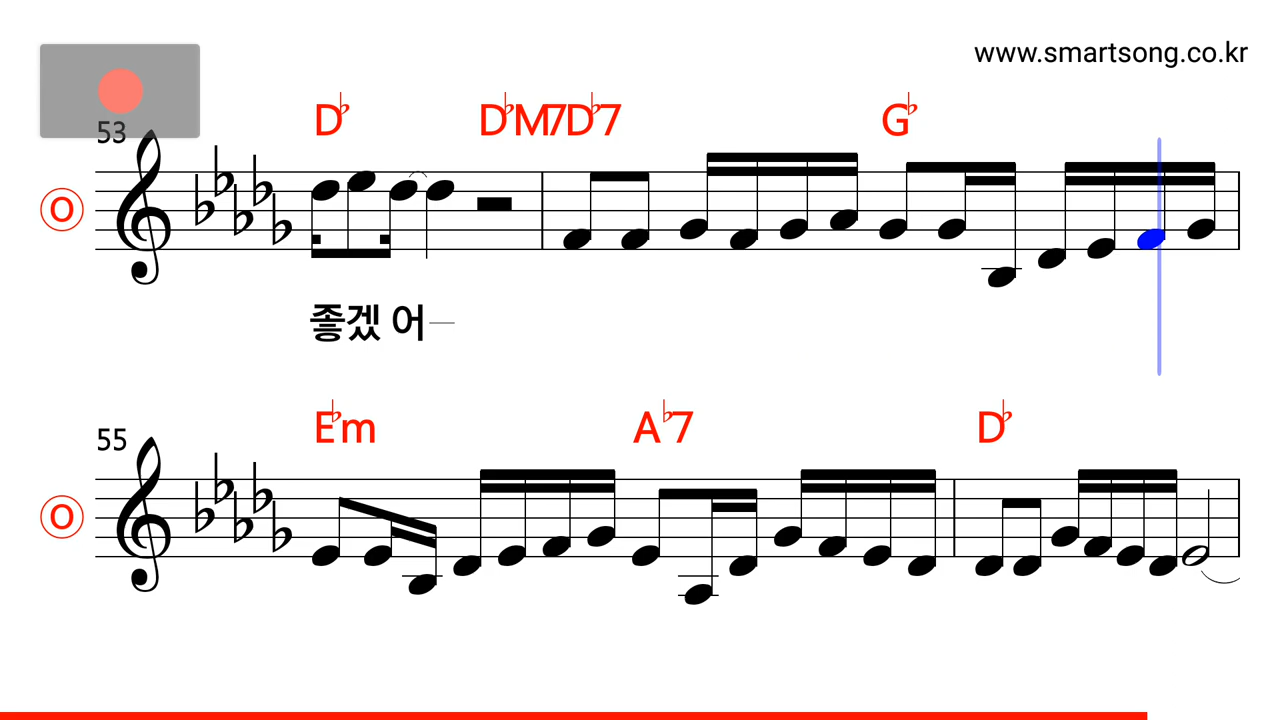 www.smartsong.co.kr
D♭ D♭M7 D♭7 G♭
53
O
좋겠 어
E♭m A♭7 D♭
55
O